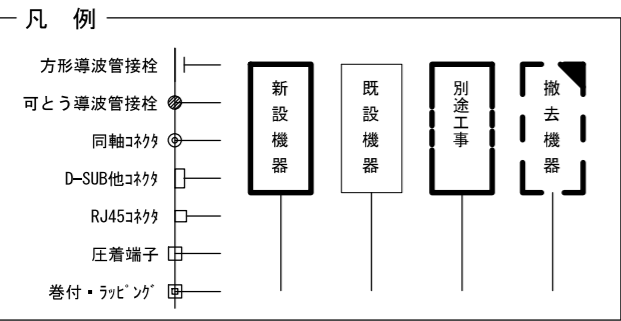 凡 例
方形導波管接栓
可とう導波管接栓
同軸ｺﾈｸﾀ
D-SUB他ｺﾈｸﾀ
RJ45ｺﾈｸﾀ
圧着端子
巻付・ﾗｯﾋﾟﾝｸﾞ
新設機器
既設機器
別途工事
撤去機器